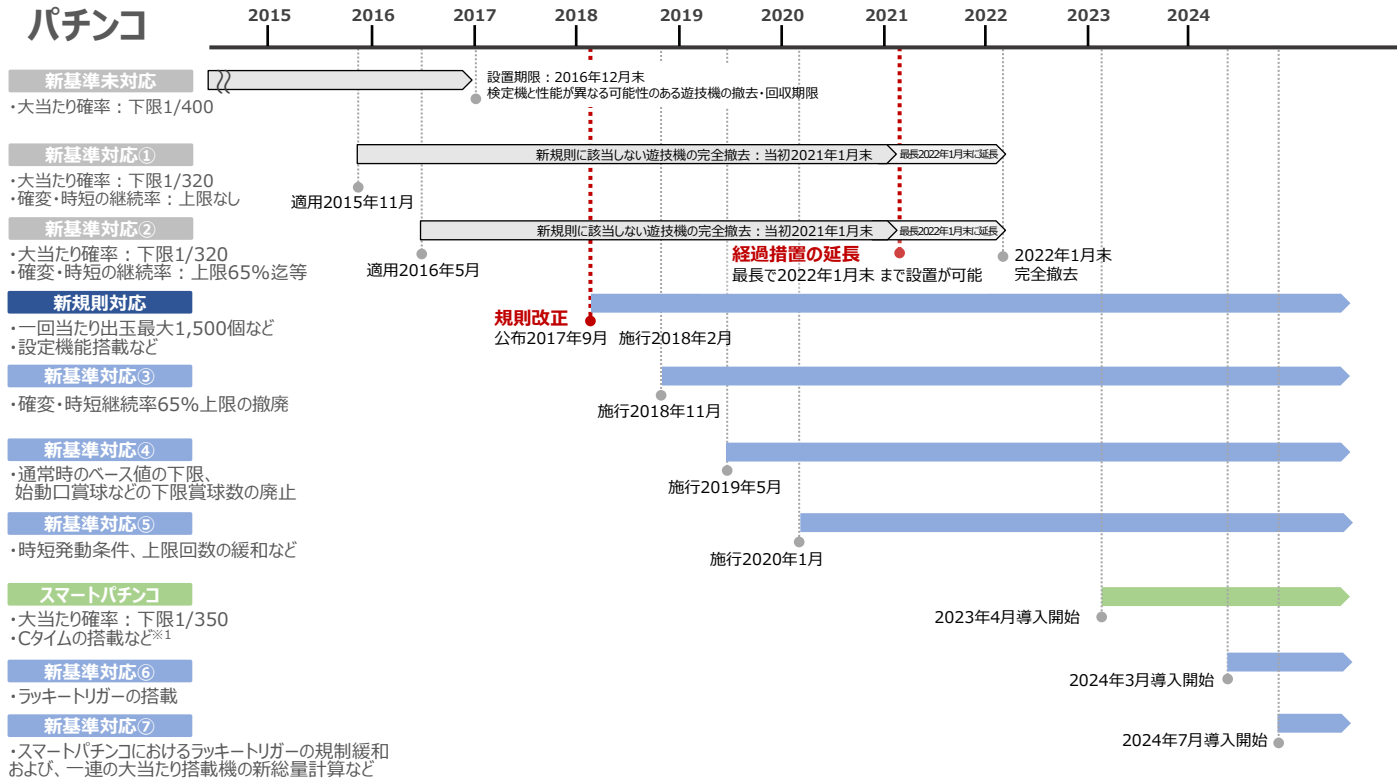 パチンコ
2015 2016 2017 2018 2019 2020 2021 2022 2023 2024
新基準未対応
・大当たり確率：下限1/400
設置期限：2016年12月末
検定機と性能が異なる可能性のある遊技機の撤去・回収期限
新基準対応①
・大当たり確率：下限1/320
・確変・時短の継続率：上限なし
新規則に該当しない遊技機の完全撤去：当初2021年1月末
最長2022年1月末に延長
適用2015年11月
新基準対応②
・大当たり確率：下限1/320
・確変・時短の継続率：上限65%迄等
新規則に該当しない遊技機の完全撤去：当初2021年1月末
最長2022年1月末に延長
適用2016年5月
経過措置の延長
最長で2022年1月末 まで設置が可能
2022年1月末
完全撤去
新規則対応
・一回当たり出玉最大1,500個など
・設定機能搭載など
規則改正
公布2017年9月 施行2018年2月
新基準対応③
・確変・時短継続率65%上限の撤廃
施行2018年11月
新基準対応④
・通常時のベース値の下限、
始動口賞球などの下限賞球数の廃止
施行2019年5月
新基準対応⑤
・時短発動条件、上限回数の緩和など
施行2020年1月
スマートパチンコ
・大当たり確率：下限1/350
・Cタイムの搭載など※1
2023年4月導入開始
新基準対応⑥
・ラッキートリガーの搭載
2024年3月導入開始
新基準対応⑦
・スマートパチンコにおけるラッキートリガーの規制緩和
および、一連の大当たり搭載機の新総量計算など
2024年7月導入開始